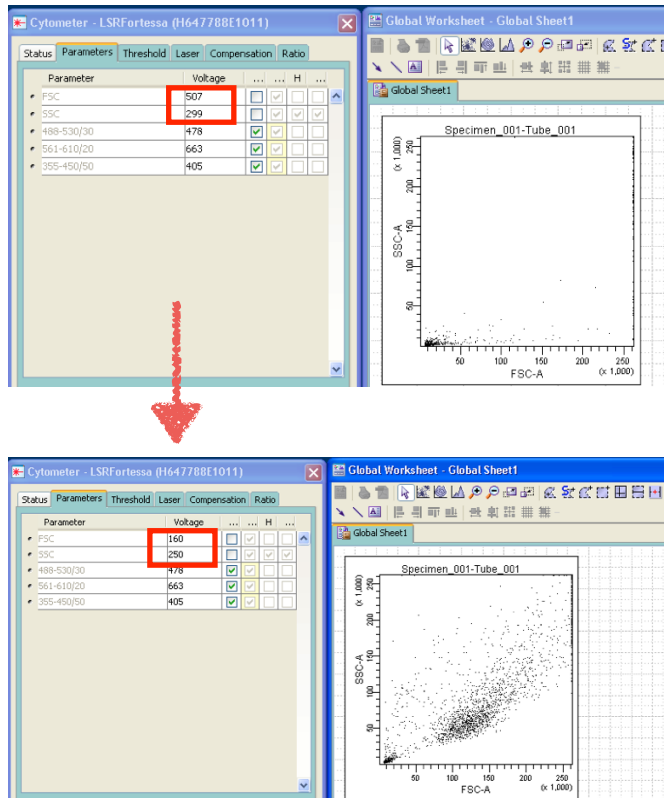 Cytometer - LSRFortessa (H647788E1011)
Status Parameters Threshold Laser Compensation Ratio
Parameter Voltage ... ... H ...
FSC 507
SSC 299
488-530/30 478
561-610/20 663
355-450/50 405
Global Worksheet - Global Sheet1
Global Sheet1
Specimen_001-Tube_001
SSC-A
(x 1,000)
50 100 150 200 250
50 100 150 200 250
FSC-A
(x 1,000)
Cytometer - LSRFortessa (H647788E1011)
Status Parameters Threshold Laser Compensation Ratio
Parameter Voltage ... ... H ...
FSC 160
SSC 250
488-530/30 478
561-610/20 663
355-450/50 405
Global Worksheet - Global Sheet1
Global Sheet1
Specimen_001-Tube_001
SSC-A
(x 1,000)
50 100 150 200 250
50 100 150 200 250
FSC-A
(x 1,000)